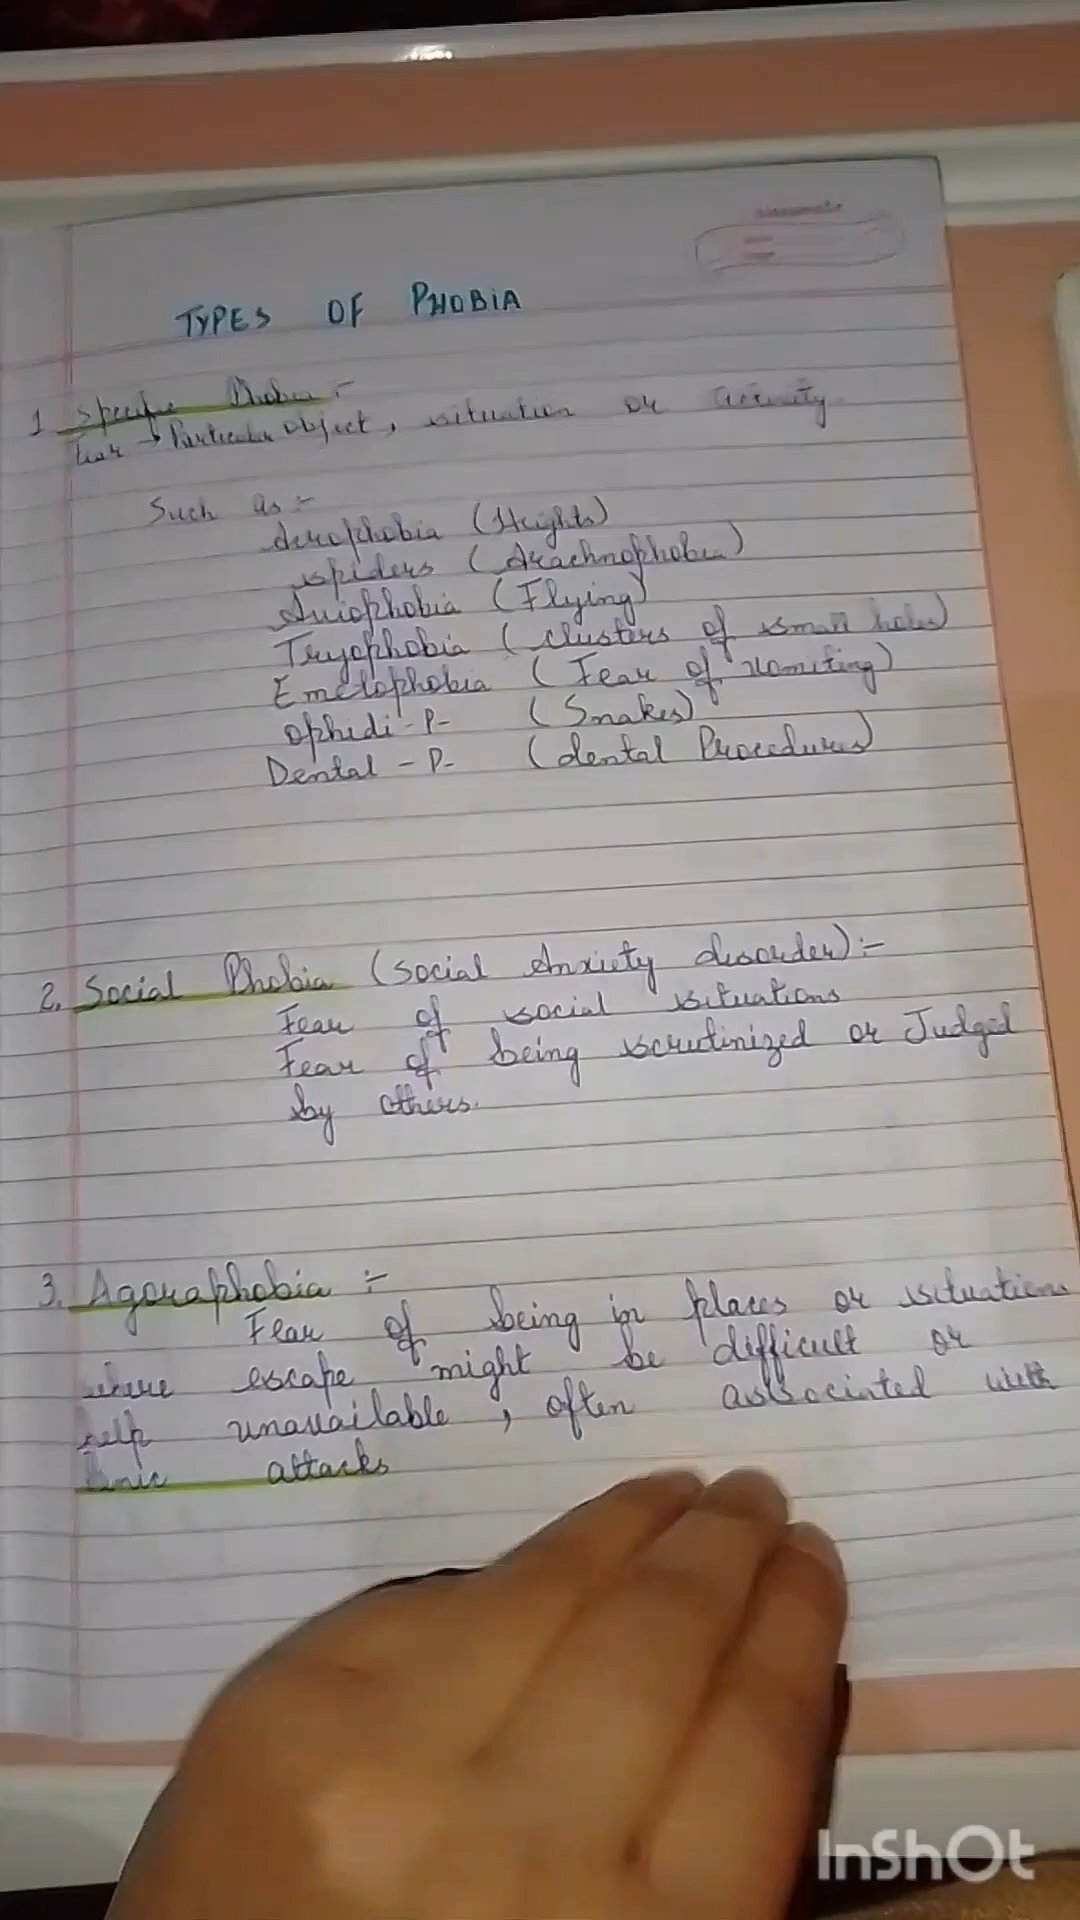 TYPES OF PHOBIA
1 Specific Phobia :-
Fear → Particular object, situation or activity
Such as :-
Acrophobia (Heights)
spiders (Arachnophobia)
Aviophobia (Flying)
Tryophobia (clusters of small holes)
Emetophobia (Fear of vomiting)
ophidi-P- (Snakes)
Dental-P- (dental Procedures)
2. Social Phobia (social Anxiety disorder) :-
Fear of social situations
Fear of being scrutinized or Judged
by others.
3. Agoraphobia :-
Fear of being in places or situations
where escape might be difficult or
help unavailable, often associated with
Panic attacks
InShOt